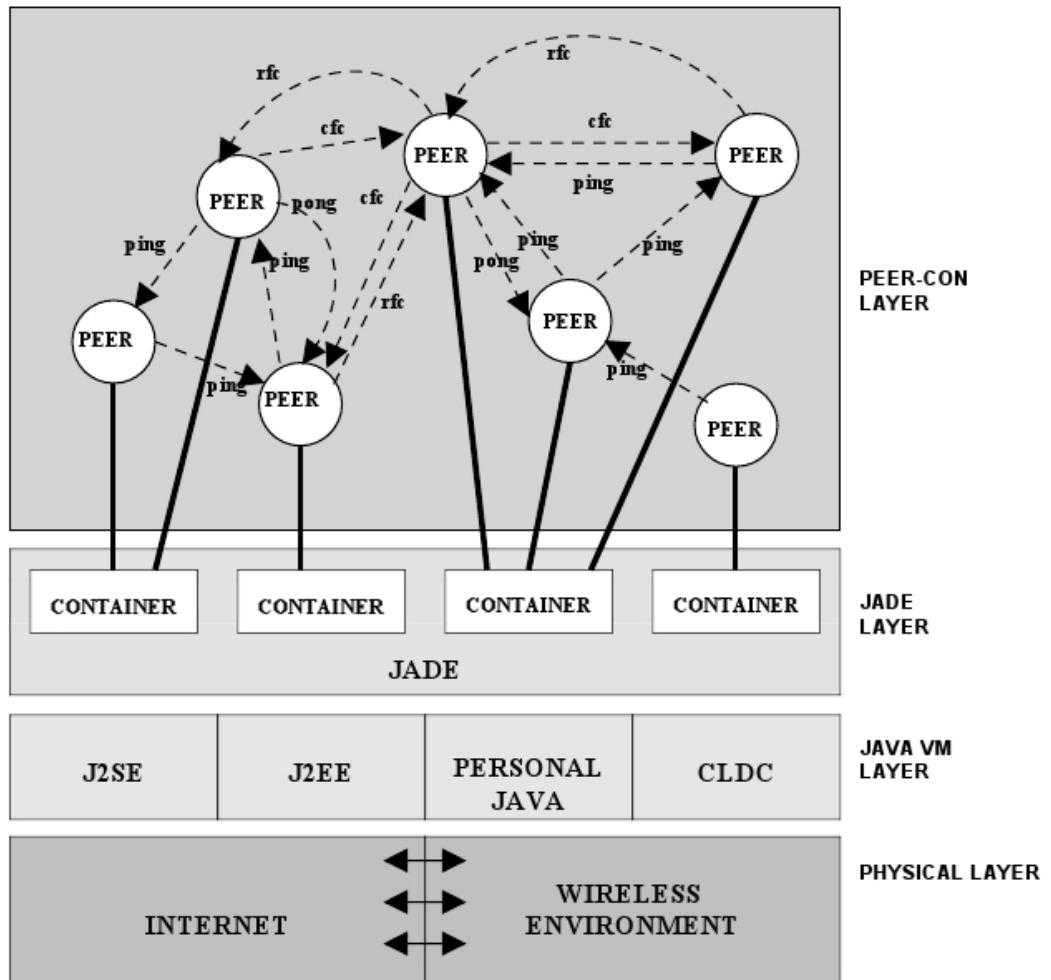 rfc
rfc
cfc
cfc
PEER
PEER
PEER
ping
cfc
PEER
pong
ping
ping
ping
ping
pong
rfc
PEER
PEER
ping
ping
PEER
PEER
PEER-CON
LAYER
CONTAINER
CONTAINER
CONTAINER
CONTAINER
JADE
JADE
LAYER
J2SE
J2EE
PERSONAL
JAVA
CLDC
JAVA VM
LAYER
INTERNET
WIRELESS
ENVIRONMENT
PHYSICAL LAYER